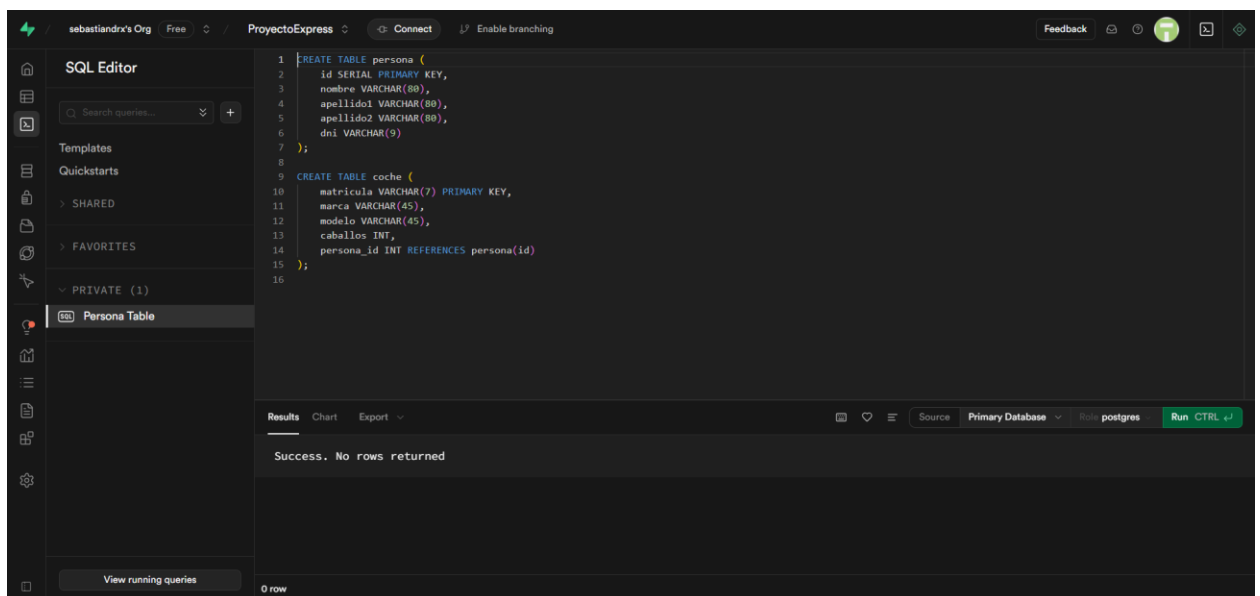 sebastiandrx's Org Free / ProyectoExpress Connect Enable branching Feedback
SQL Editor
Search queries...
Templates
Quickstarts
SHARED
FAVORITES
PRIVATE (1)
SQL Persona Table
View running queries
1 CREATE TABLE persona (
2 id SERIAL PRIMARY KEY,
3 nombre VARCHAR(80),
4 apellido1 VARCHAR(80),
5 apellido2 VARCHAR(80),
6 dni VARCHAR(9)
7 );
8
9 CREATE TABLE coche (
10 matricula VARCHAR(7) PRIMARY KEY,
11 marca VARCHAR(45),
12 modelo VARCHAR(45),
13 caballos INT,
14 persona_id INT REFERENCES persona(id)
15 );
16
Results Chart Export Source Primary Database Role postgres Run CTRL
Success. No rows returned
0 row